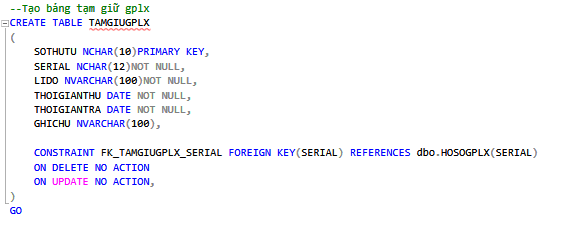 --Tạo bảng tạm giữ gplx
CREATE TABLE TAMGIUGPLX
(
SOTHUTU NCHAR(10)PRIMARY KEY,
SERIAL NCHAR(12)NOT NULL,
LIDO NVARCHAR(100)NOT NULL,
THOIGIANTHU DATE NOT NULL,
THOIGIANTRA DATE NOT NULL,
GHICHU NVARCHAR(100),
CONSTRAINT FK_TAMGIUGPLX_SERIAL FOREIGN KEY(SERIAL) REFERENCES dbo.HOSOGPLX(SERIAL)
ON DELETE NO ACTION
ON UPDATE NO ACTION,
)
GO